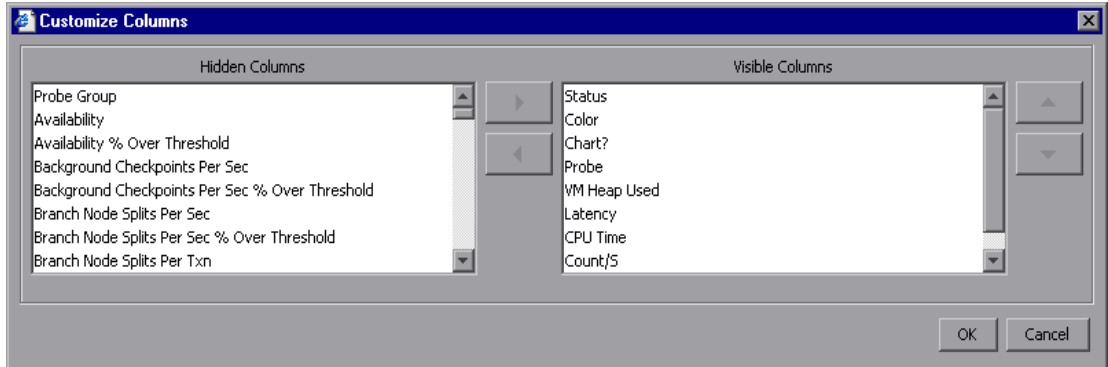 Customize Columns
Hidden Columns
Probe Group
Availability
Availability % Over Threshold
Background Checkpoints Per Sec
Background Checkpoints Per Sec % Over Threshold
Branch Node Splits Per Sec
Branch Node Splits Per Sec % Over Threshold
Branch Node Splits Per Txn
Visible Columns
Status
Color
Chart?
Probe
VM Heap Used
Latency
CPU Time
Count/S
OK
Cancel